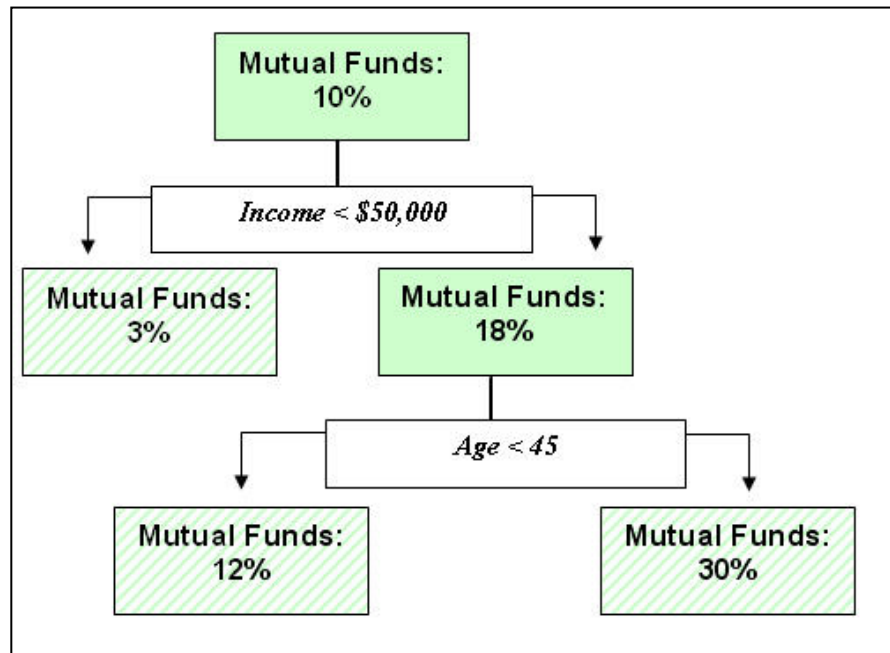 Mutual Funds:
10%
Income < $50,000
Mutual Funds:
3%
Mutual Funds:
18%
Age < 45
Mutual Funds:
12%
Mutual Funds:
30%